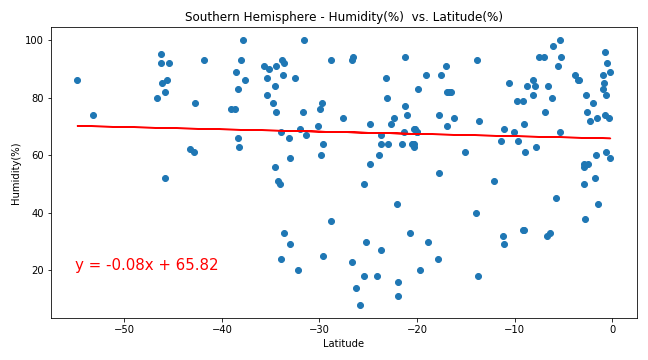 Southern Hemisphere - Humidity(%)  vs. Latitude(%)
Humidity(%)
100
80
60
40
20
y = -0.08x + 65.82
−50
−40
−30
−20
−10
0
Latitude